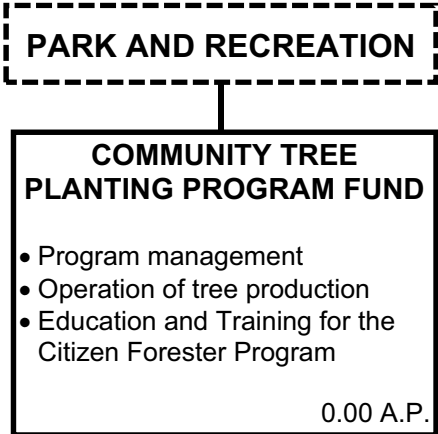 PARK AND RECREATION
COMMUNITY TREE
PLANTING PROGRAM FUND
• Program management
• Operation of tree production
• Education and Training for the
Citizen Forester Program
0.00 A.P.